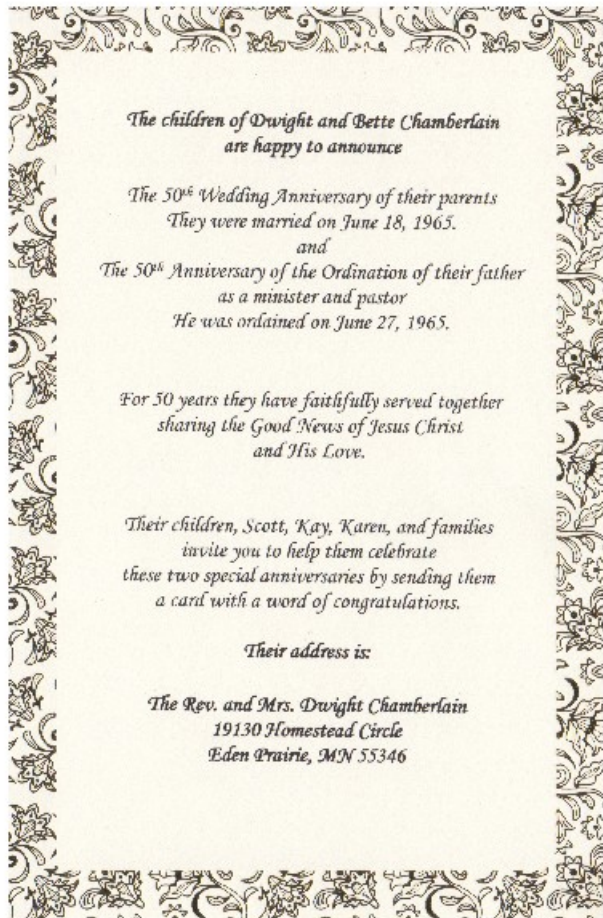 The children of Dwight and Bette Chamberlain
are happy to announce
The 50th Wedding Anniversary of their parents
They were married on June 18, 1965.
and
The 50th Anniversary of the Ordination of their father
as a minister and pastor
He was ordained on June 27, 1965.
For 50 years they have faithfully served together
sharing the Good News of Jesus Christ
and His Love.
Their children, Scott, Kay, Karen, and families
invite you to help them celebrate
these two special anniversaries by sending them
a card with a word of congratulations.
Their address is:
The Rev. and Mrs. Dwight Chamberlain
19130 Homestead Circle
Eden Prairie, MN 55346